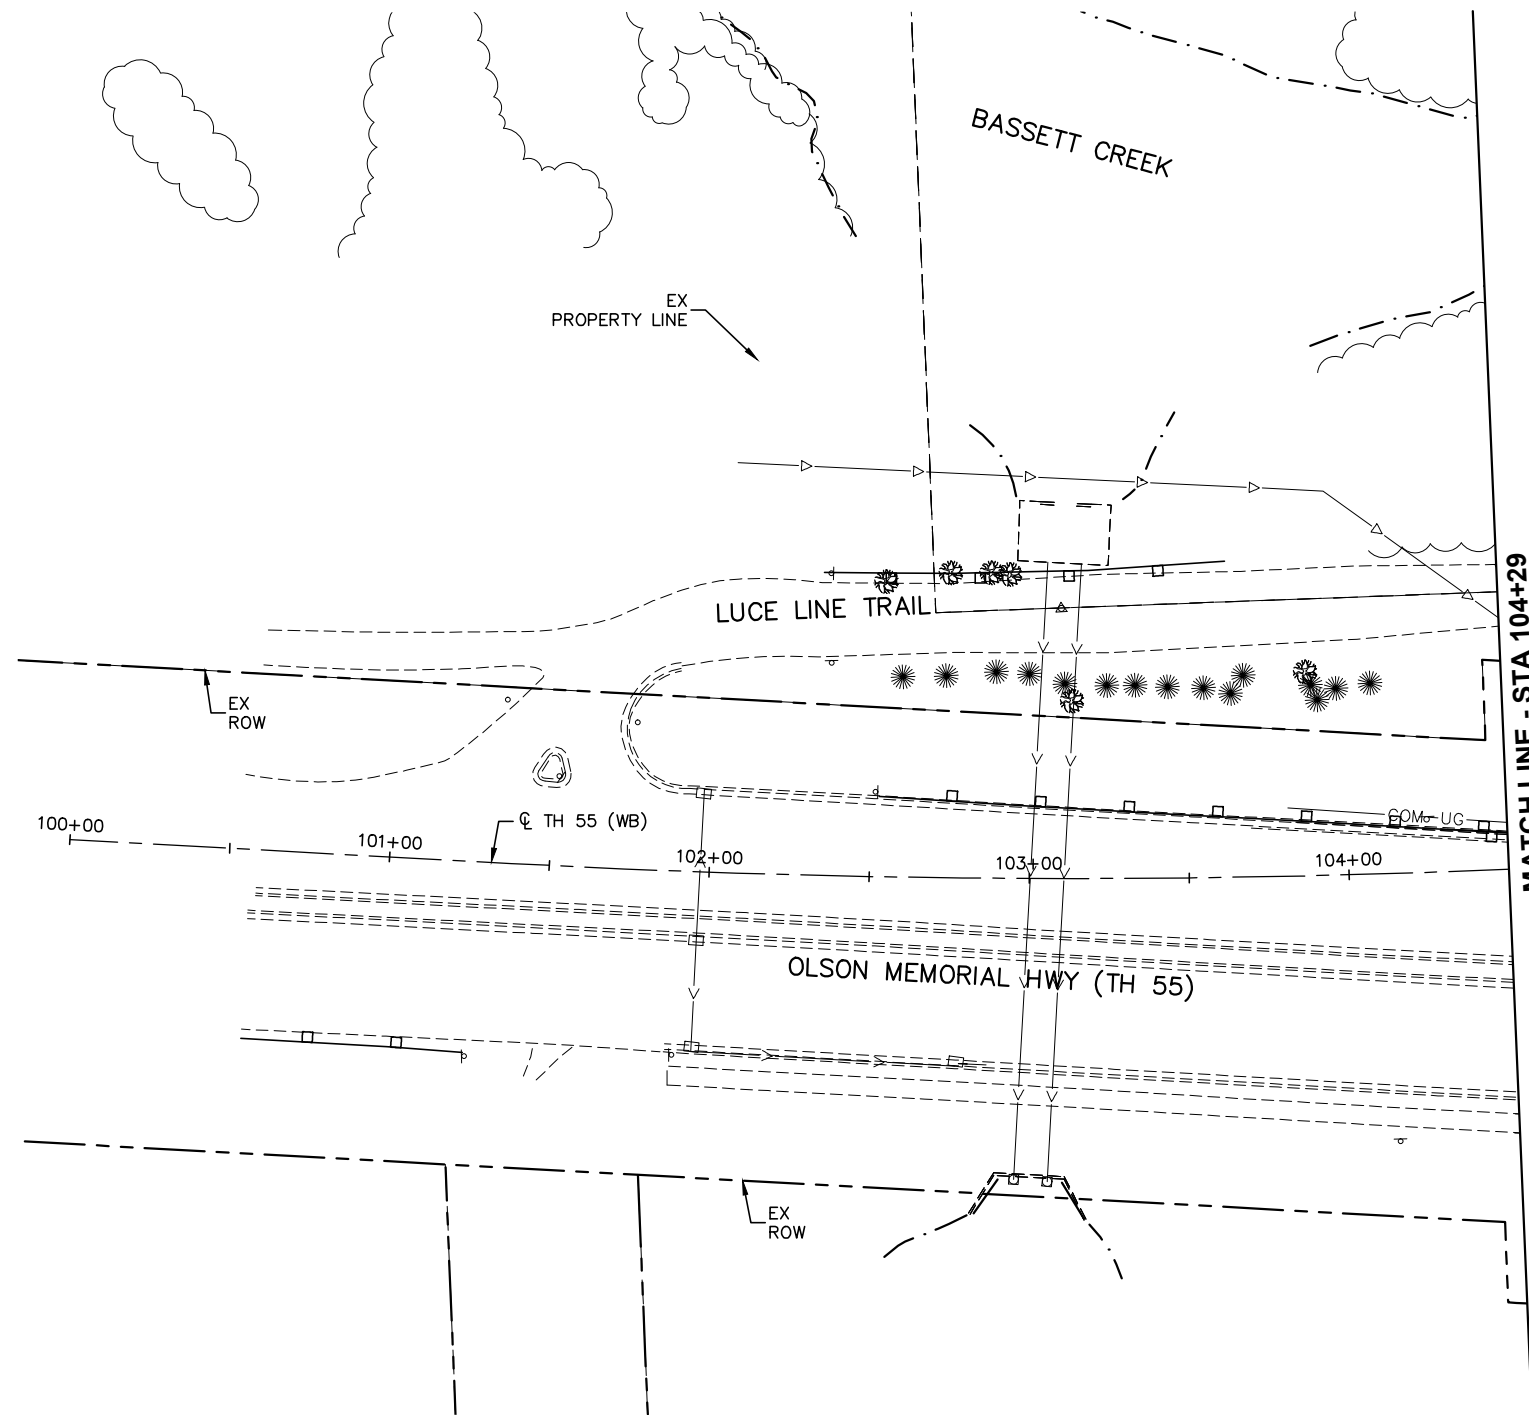 BASSETT CREEK
EX
PROPERTY LINE
LUCE LINE TRAIL
EX
ROW
MATCH LINE - STA 104+29
COM-UG
℄ TH 55 (WB)
100+00
101+00
102+00
103+00
104+00
OLSON MEMORIAL HWY (TH 55)
EX
ROW